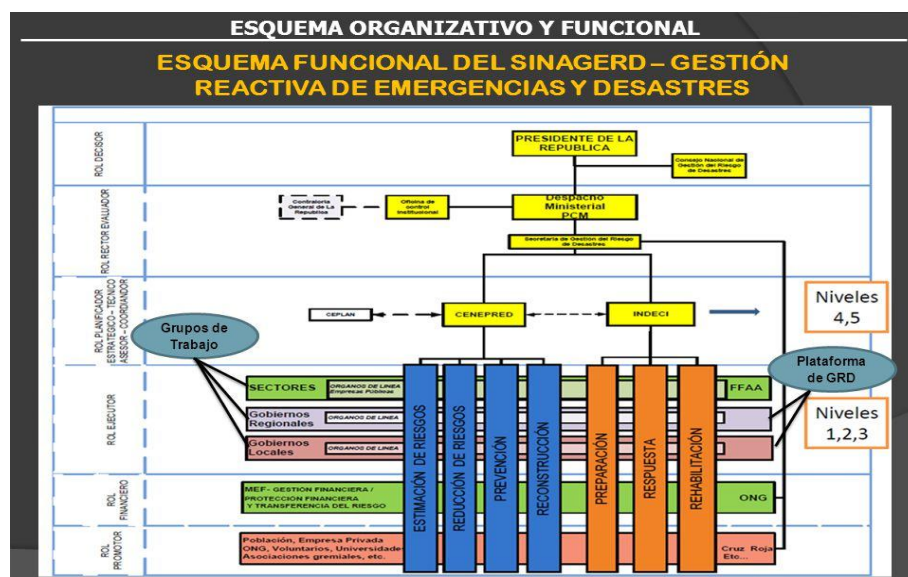 ESQUEMA ORGANIZATIVO Y FUNCIONAL
ESQUEMA FUNCIONAL DEL SINAGERD – GESTIÓN
REACTIVA DE EMERGENCIAS Y DESASTRES
ROL DECISOR
PRESIDENTE DE LA
REPUBLICA
Consejo Nacional de
Gestión del Riesgo
de Desastres
ROL RECTOR EVALUADOR
Contraloría
General de La
Republica
Oficina de
control
Institucional
Despacho
Ministerial
PCM
Secretaria de Gestión del Riesgo
de Desastres
ROL PLANIFICADOR
ESTRATEGICO – TECNICO
ASESOR – COORDIANDOR
CEPLAN
CENEPRED
INDECI
Niveles
4,5
Grupos de
Trabajo
Plataforma
de GRD
ROL EJECUTOR
SECTORES
ORGANOS DE LINEA
Empresas Públicas
FFAA
Gobiernos
Regionales
ORGANOS DE LINEA
Niveles
1,2,3
Gobiernos
Locales
ORGANOS DE LINEA
ESTIMACIÓN DE RIESGOS
REDUCCIÓN DE RIESGOS
PREVENCIÓN
RECONSTRUCCIÓN
PREPARACIÓN
RESPUESTA
REHABILITACIÓN
ROL
FINANCIERO
MEF- GESTIÓN FINANCIERA /
PROTECCIÓN FINANCIERA
Y TRANSFERENCIA DEL RIESGO
ONG
ROL
PROMOTOR
Población, Empresa Privada
ONG, Voluntarios, Universidades
Asociaciones gremiales, etc.
Cruz Roja
Etc...